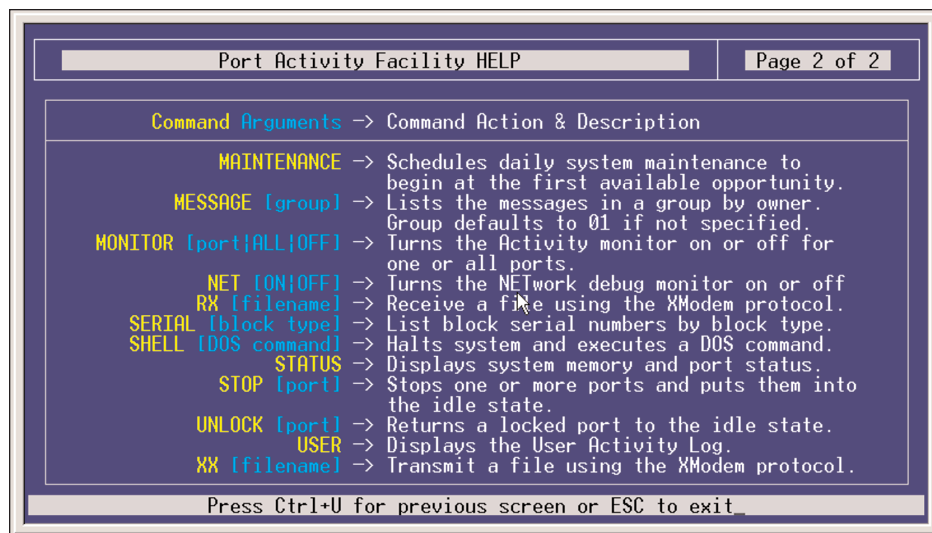 Port Activity Facility HELP
Page 2 of 2
Command Arguments -> Command Action & Description
MAINTENANCE -> Schedules daily system maintenance to
begin at the first available opportunity.
MESSAGE [group] -> Lists the messages in a group by owner.
Group defaults to 01 if not specified.
MONITOR [port¦ALL¦OFF] -> Turns the Activity monitor on or off for
one or all ports.
NET [ON¦OFF] -> Turns the NETwork debug monitor on or off
RX [filename] -> Receive a file using the XModem protocol.
SERIAL [block type] -> List block serial numbers by block type.
SHELL [DOS command] -> Halts system and executes a DOS command.
STATUS -> Displays system memory and port status.
STOP [port] -> Stops one or more ports and puts them into
the idle state.
UNLOCK [port] -> Returns a locked port to the idle state.
USER -> Displays the User Activity Log.
XX [filename] -> Transmit a file using the XModem protocol.
Press Ctrl+U for previous screen or ESC to exit_